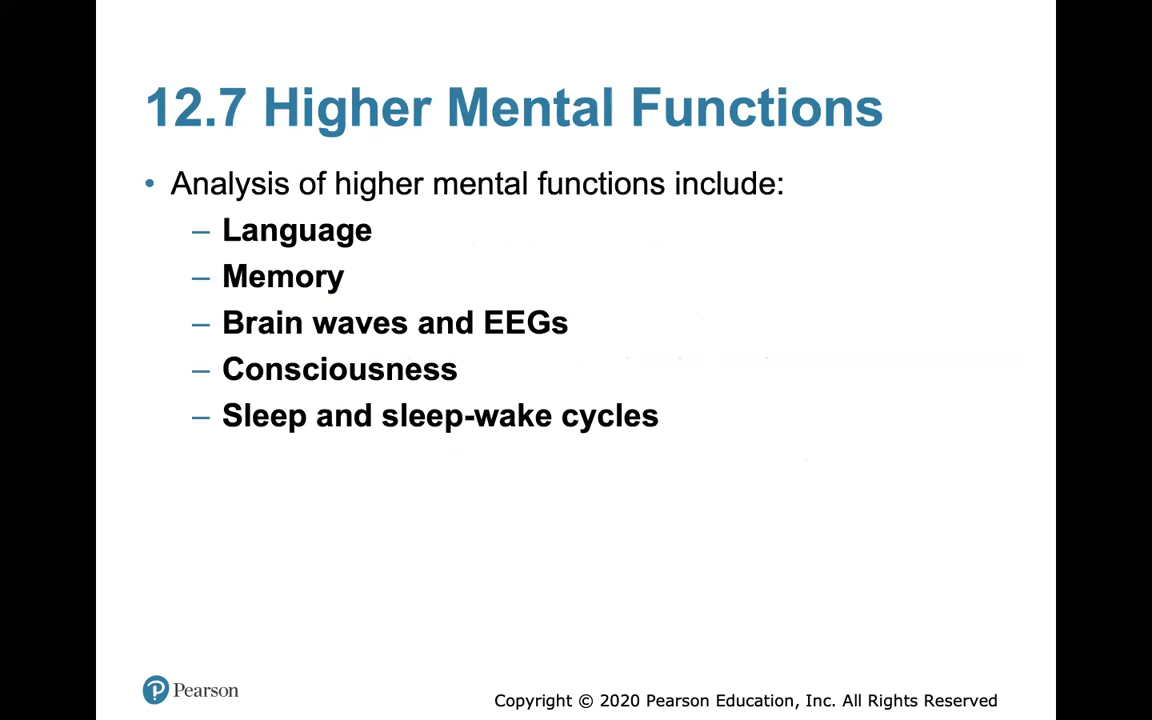 12.7 Higher Mental Functions
• Analysis of higher mental functions include:
– Language
– Memory
– Brain waves and EEGs
– Consciousness
– Sleep and sleep-wake cycles
Pearson
Copyright © 2020 Pearson Education, Inc. All Rights Reserved